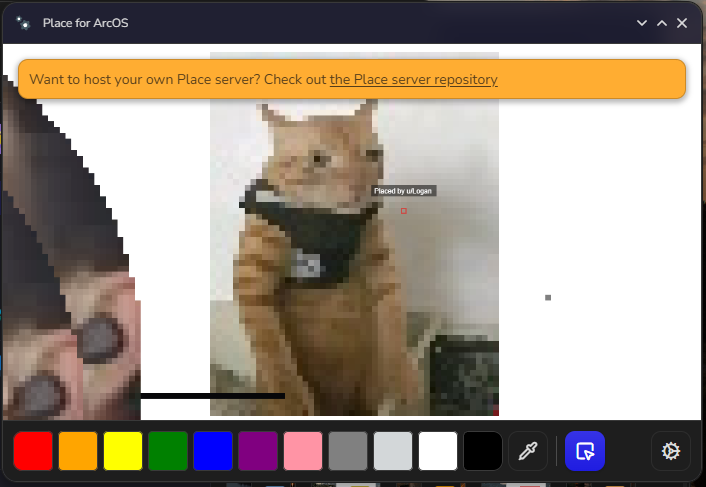 Place for ArcOS
Want to host your own Place server? Check out the Place server repository
Placed by u/Logan